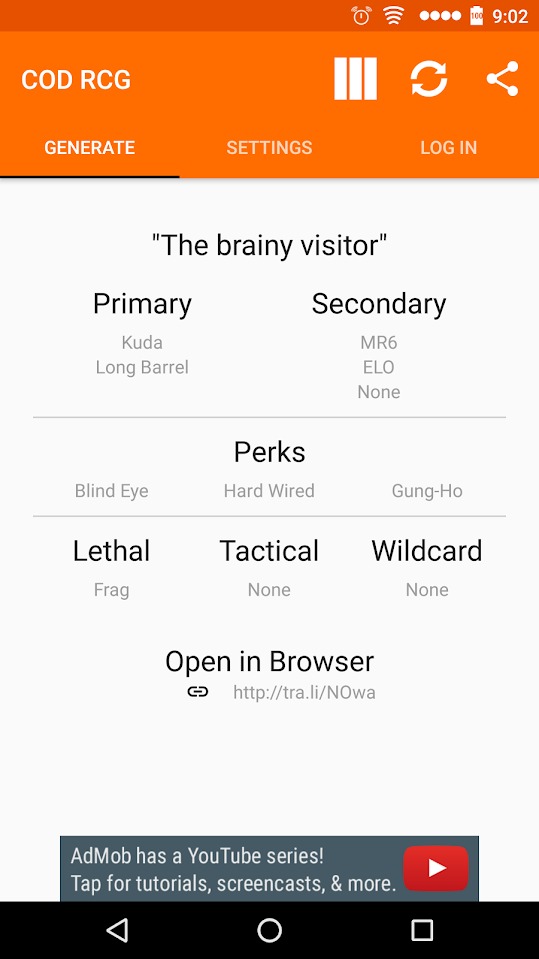 100 9:02
COD RCG
GENERATE SETTINGS LOG IN
"The brainy visitor"
Primary Secondary
Kuda MR6
Long Barrel ELO
None
Perks
Blind Eye Hard Wired Gung-Ho
Lethal Tactical Wildcard
Frag None None
Open in Browser
http://tra.li/NOwa
AdMob has a YouTube series!
Tap for tutorials, screencasts, & more.